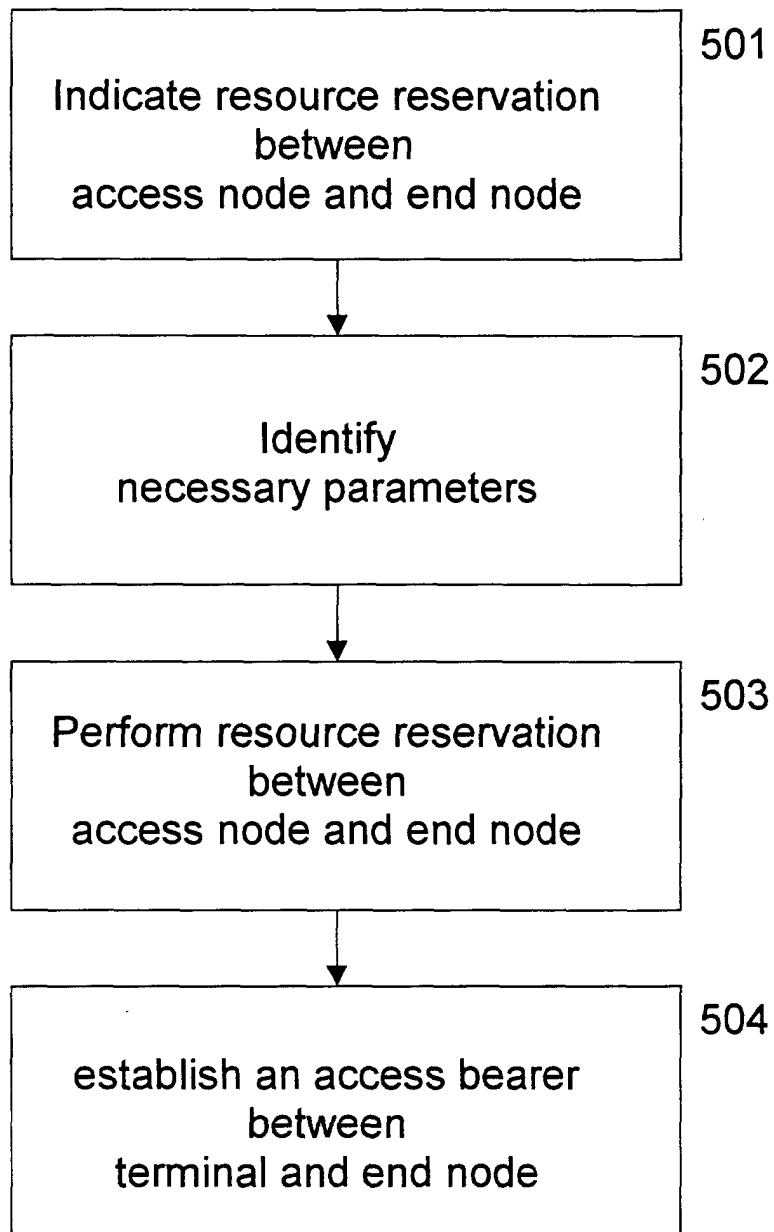 501
Indicate resource reservation
between
access node and end node
502
Identify
necessary parameters
503
Perform resource reservation
between
access node and end node
504
establish an access bearer
between
terminal and end node